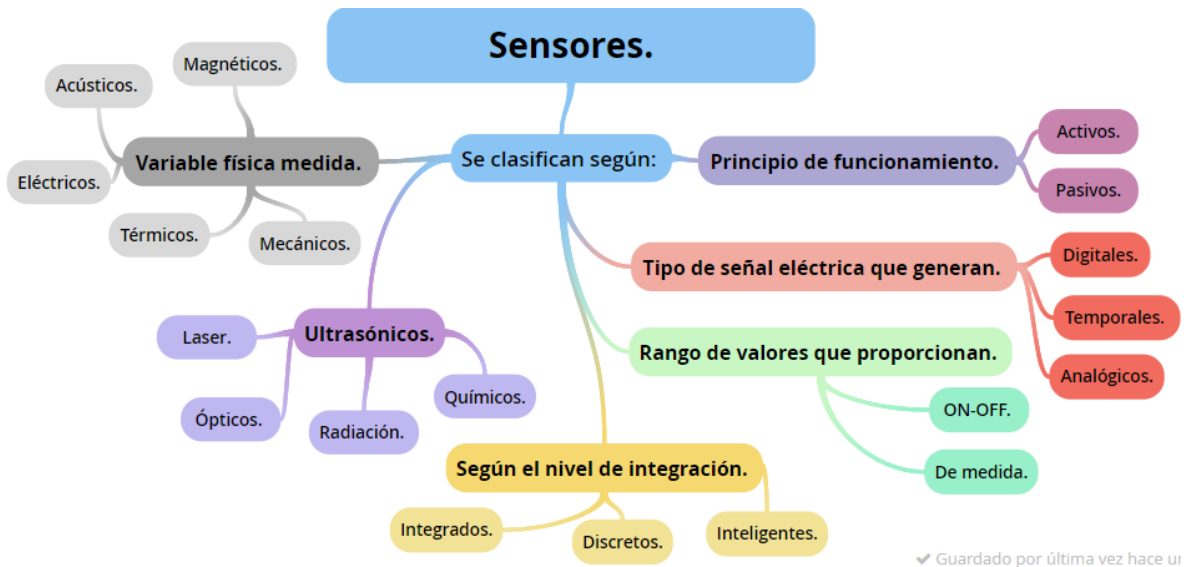 Sensores.
Magnéticos.
Acústicos.
Variable física medida.
Eléctricos.
Térmicos.
Mecánicos.
Se clasifican según:
Principio de funcionamiento.
Activos.
Pasivos.
Tipo de señal eléctrica que generan.
Digitales.
Temporales.
Analógicos.
Rango de valores que proporcionan.
ON-OFF.
De medida.
Ultrasónicos.
Laser.
Ópticos.
Radiación.
Químicos.
Según el nivel de integración.
Integrados.
Discretos.
Inteligentes.
✔ Guardado por última vez hace